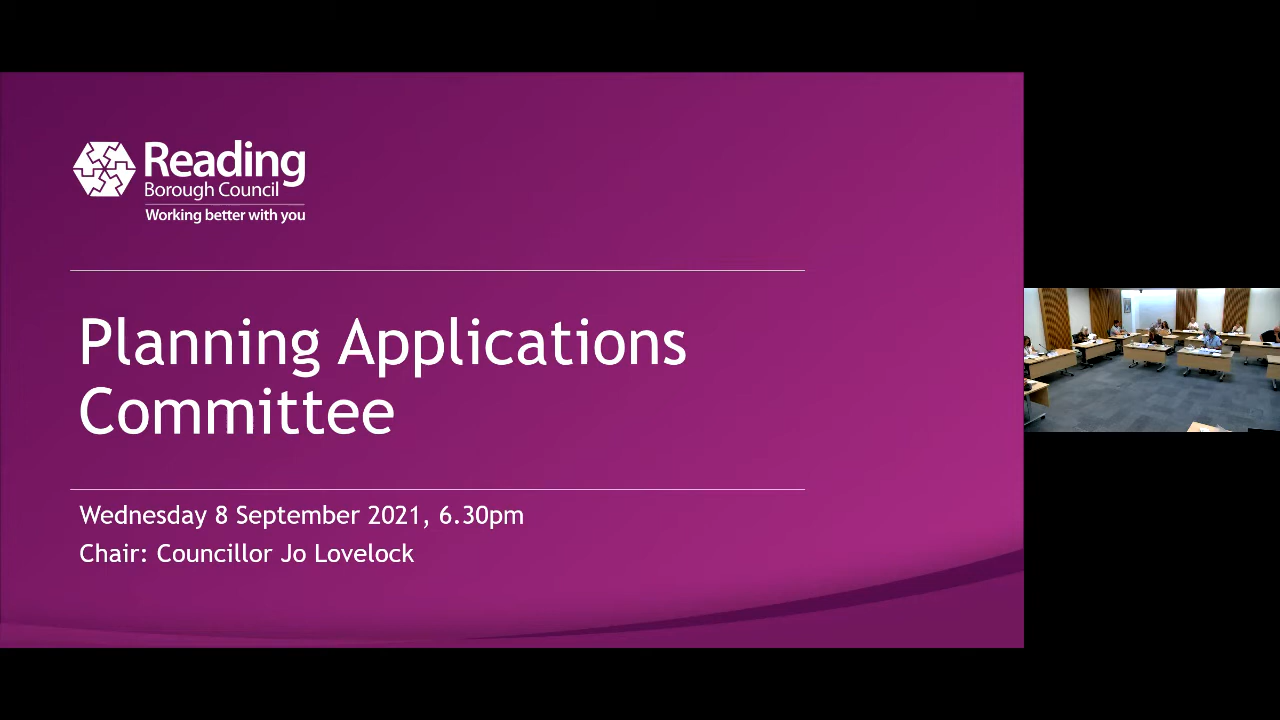 Reading
Borough Council
Working better with you
Planning Applications
Committee
Wednesday 8 September 2021, 6.30pm
Chair: Councillor Jo Lovelock